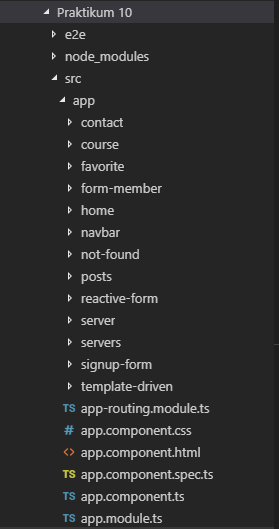 Praktikum 10
e2e
node_modules
src
app
contact
course
favorite
form-member
home
navbar
not-found
posts
reactive-form
server
servers
signup-form
template-driven
TS app-routing.module.ts
# app.component.css
<> app.component.html
TS app.component.spec.ts
TS app.component.ts
TS app.module.ts